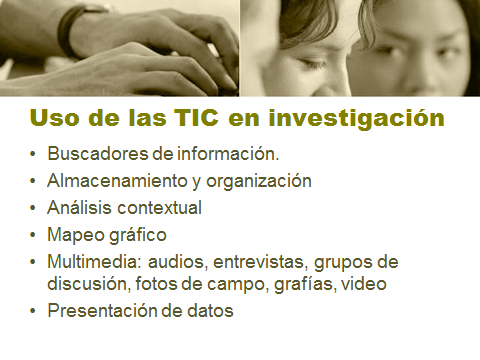 Uso de las TIC en investigación
• Buscadores de información.
• Almacenamiento y organización
• Análisis contextual
• Mapeo gráfico
• Multimedia: audios, entrevistas, grupos de
discusión, fotos de campo, grafías, video
• Presentación de datos